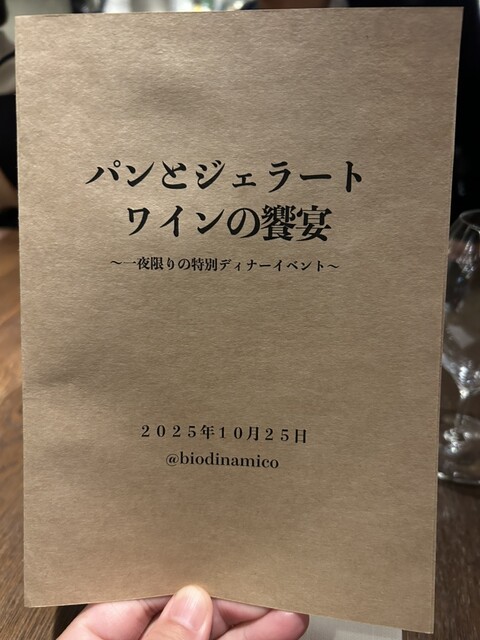 パンとジェラート
ワインの饗宴
～一夜限りの特別ディナーイベント～
２０２５年１０月２５日
@biodinamico